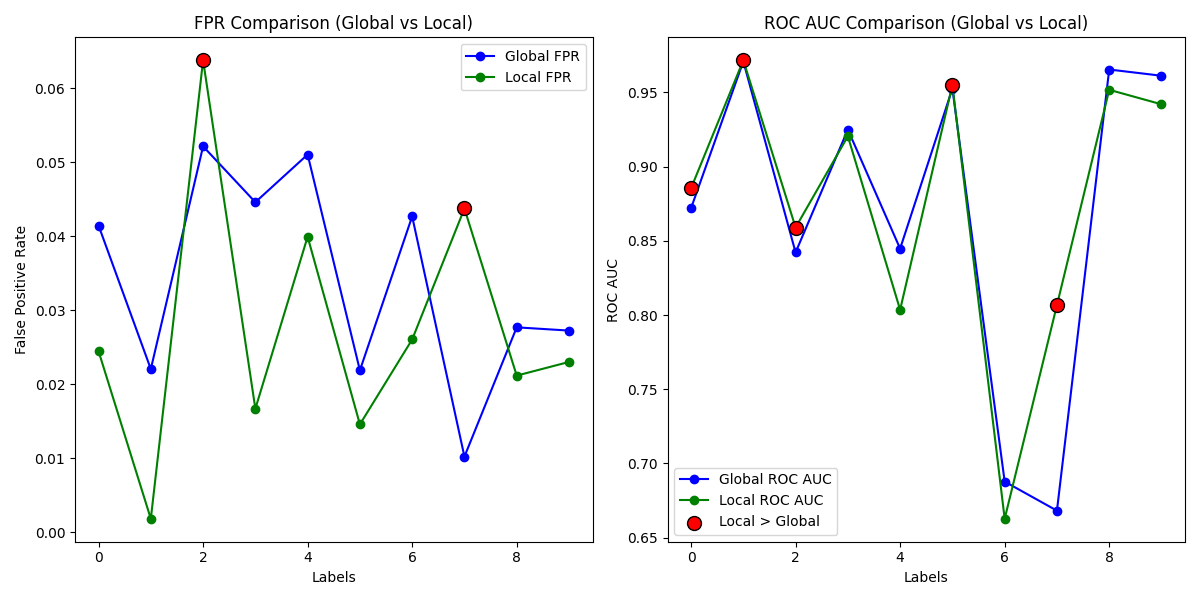 FPR Comparison (Global vs Local)
Global FPR
Local FPR
False Positive Rate
0.06
0.05
0.04
0.03
0.02
0.01
0.00
0 2 4 6 8
Labels
ROC AUC Comparison (Global vs Local)
ROC AUC
0.95
0.90
0.85
0.80
0.75
0.70
0.65
Global ROC AUC
Local ROC AUC
Local > Global
0 2 4 6 8
Labels